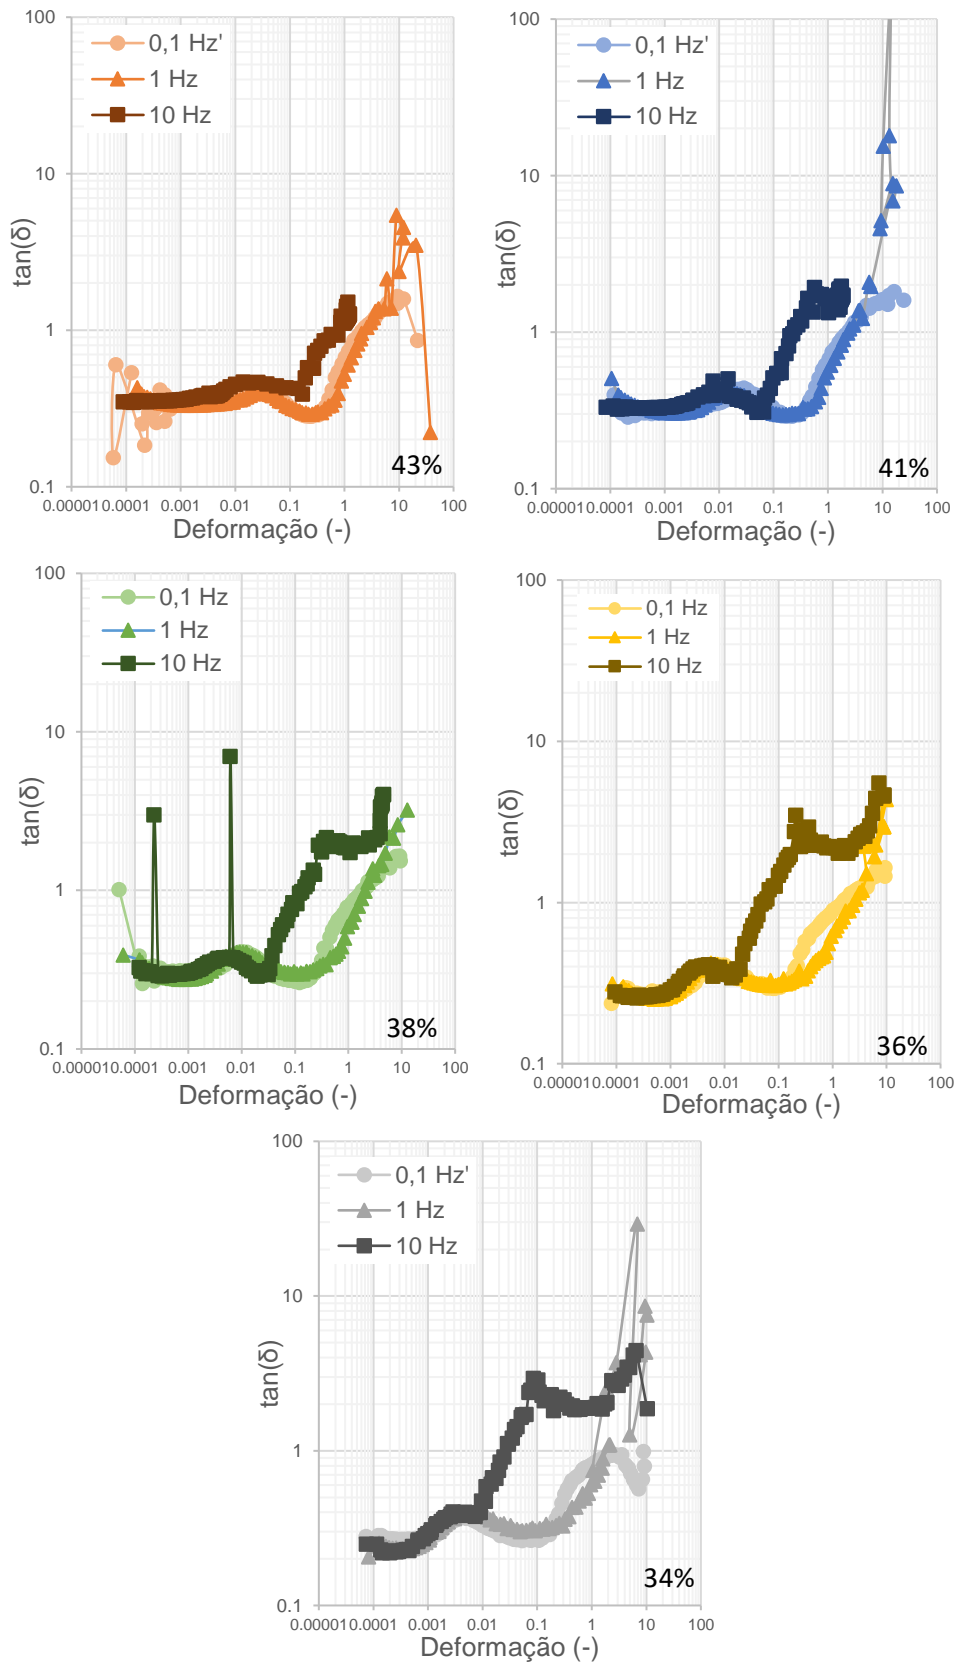 100
10
1
0.1
tan(δ)
0,1 Hz'
1 Hz
10 Hz
43%
0.00001 0.0001 0.001 0.01 0.1 1 10 100
Deformação (-)
100
10
1
0.1
tan(δ)
0,1 Hz'
1 Hz
10 Hz
41%
0.00001 0.0001 0.001 0.01 0.1 1 10 100
Deformação (-)
100
10
1
0.1
tan(δ)
0,1 Hz
1 Hz
10 Hz
38%
0.00001 0.0001 0.001 0.01 0.1 1 10 100
Deformação (-)
100
10
1
0.1
tan(δ)
0,1 Hz
1 Hz
10 Hz
36%
0.00001 0.0001 0.001 0.01 0.1 1 10 100
Deformação (-)
100
10
1
0.1
tan(δ)
0,1 Hz'
1 Hz
10 Hz
34%
0.00001 0.0001 0.001 0.01 0.1 1 10 100
Deformação (-)